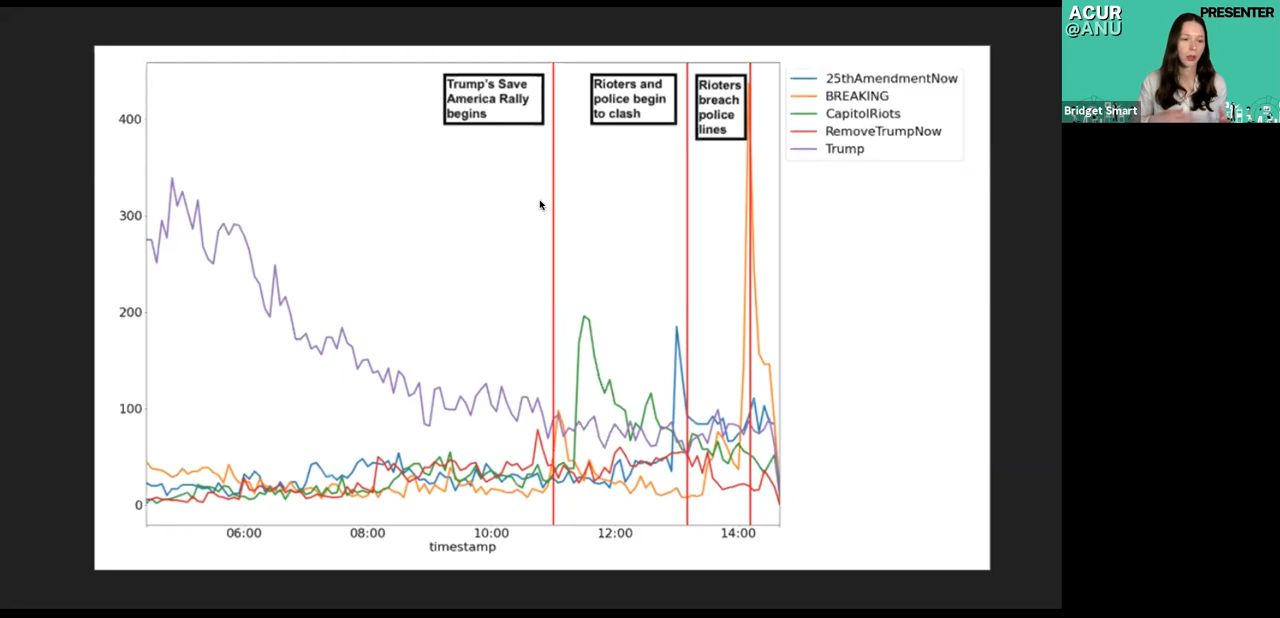 ACUR
@ANU
PRESENTER
Bridget Smart
Trump's Save
America Rally
begins
Rioters and
police begin
to clash
Rioters
breach
police
lines
25thAmendmentNow
BREAKING
CapitolRiots
RemoveTrumpNow
Trump
400
300
200
100
0
06:00 08:00 10:00 12:00 14:00
timestamp